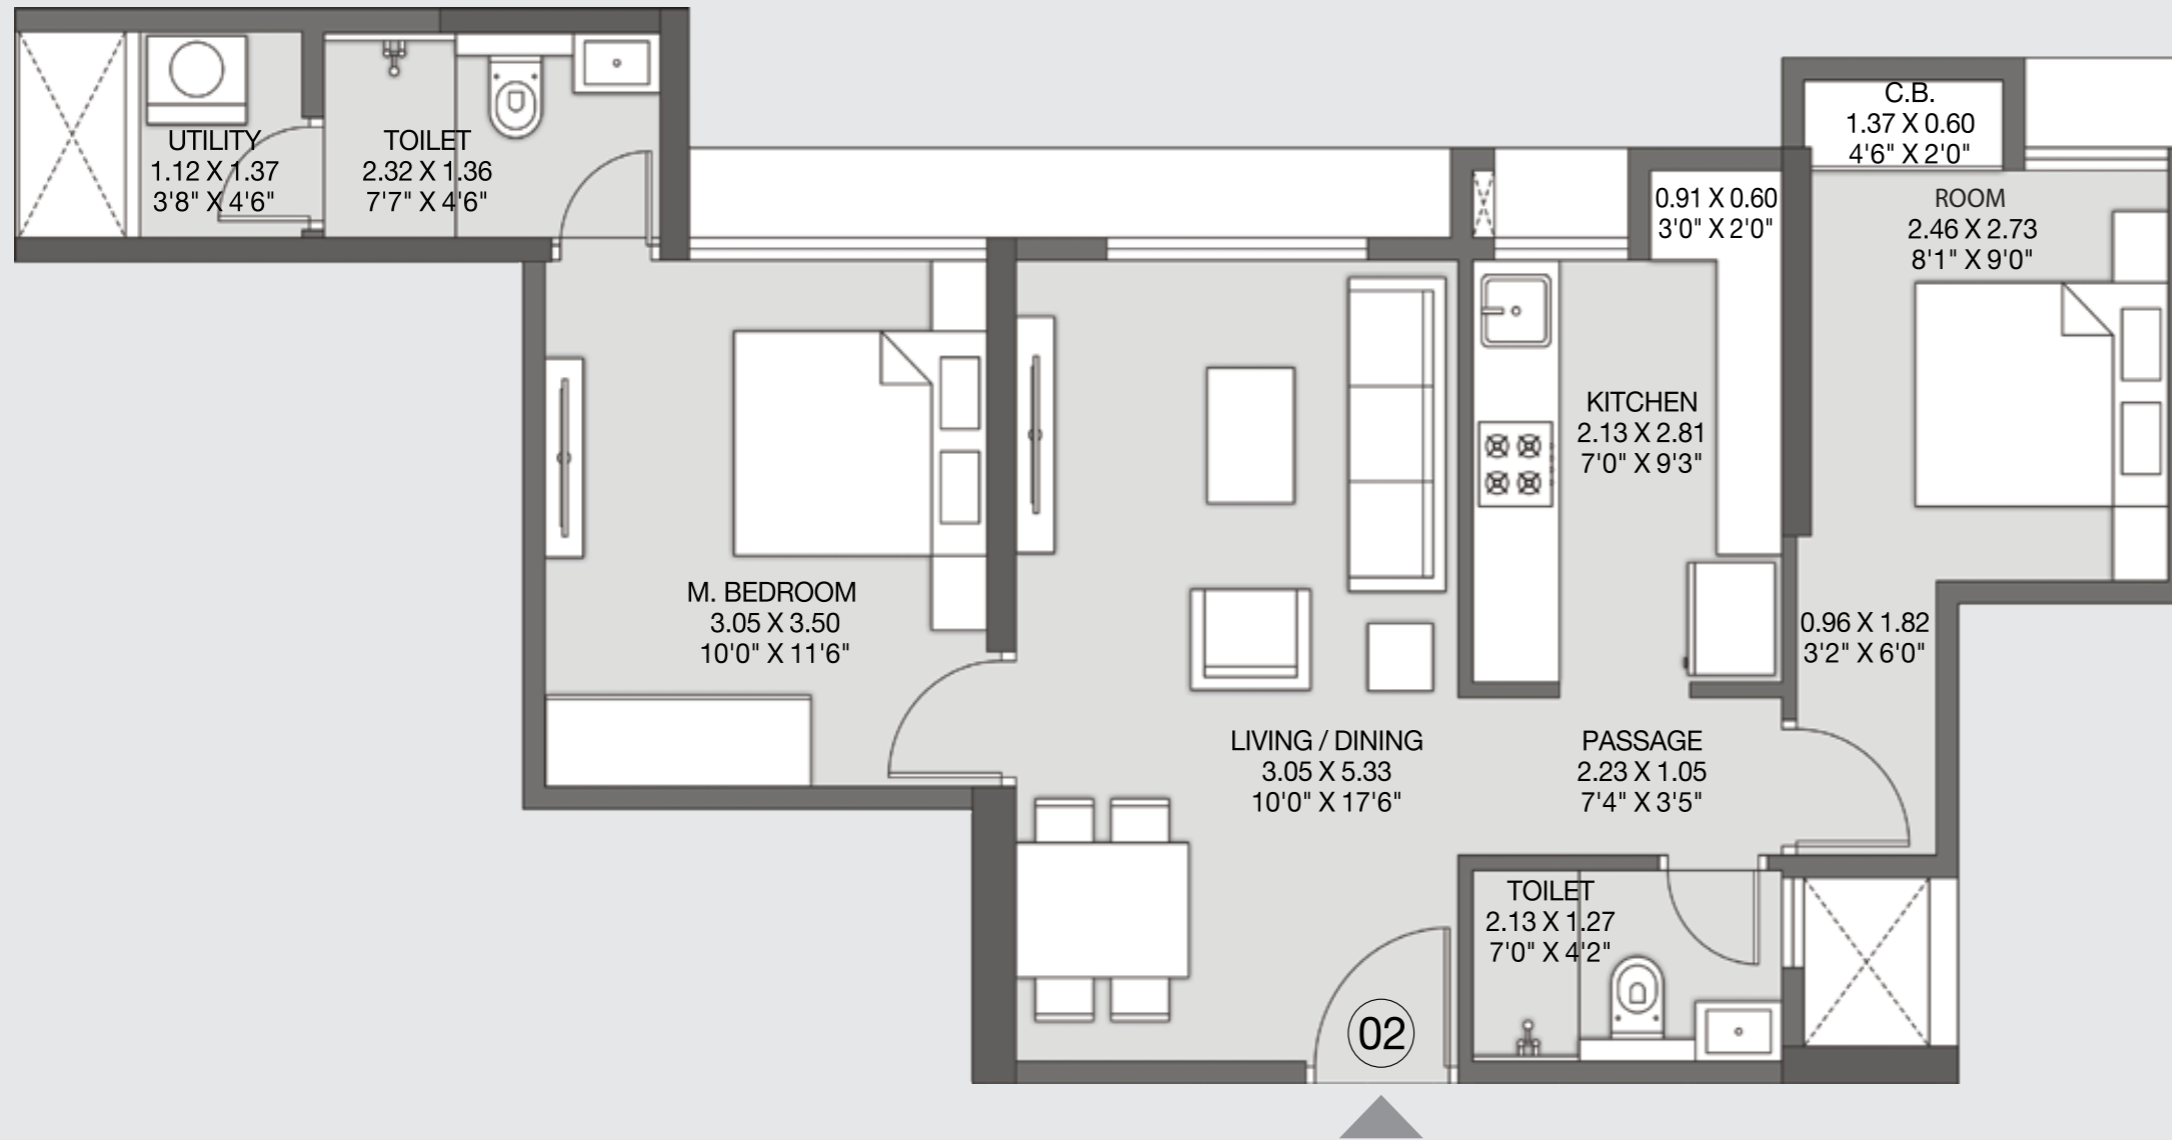 UTILITY
1.12 X 1.37
3'8" X 4'6"
TOILET
2.32 X 1.36
7'7" X 4'6"
C.B.
1.37 X 0.60
4'6" X 2'0"
0.91 X 0.60
3'0" X 2'0"
ROOM
2.46 X 2.73
8'1" X 9'0"
KITCHEN
2.13 X 2.81
7'0" X 9'3"
M. BEDROOM
3.05 X 3.50
10'0" X 11'6"
0.96 X 1.82
3'2" X 6'0"
LIVING / DINING
3.05 X 5.33
10'0" X 17'6"
PASSAGE
2.23 X 1.05
7'4" X 3'5"
TOILET
2.13 X 1.27
7'0" X 4'2"
02